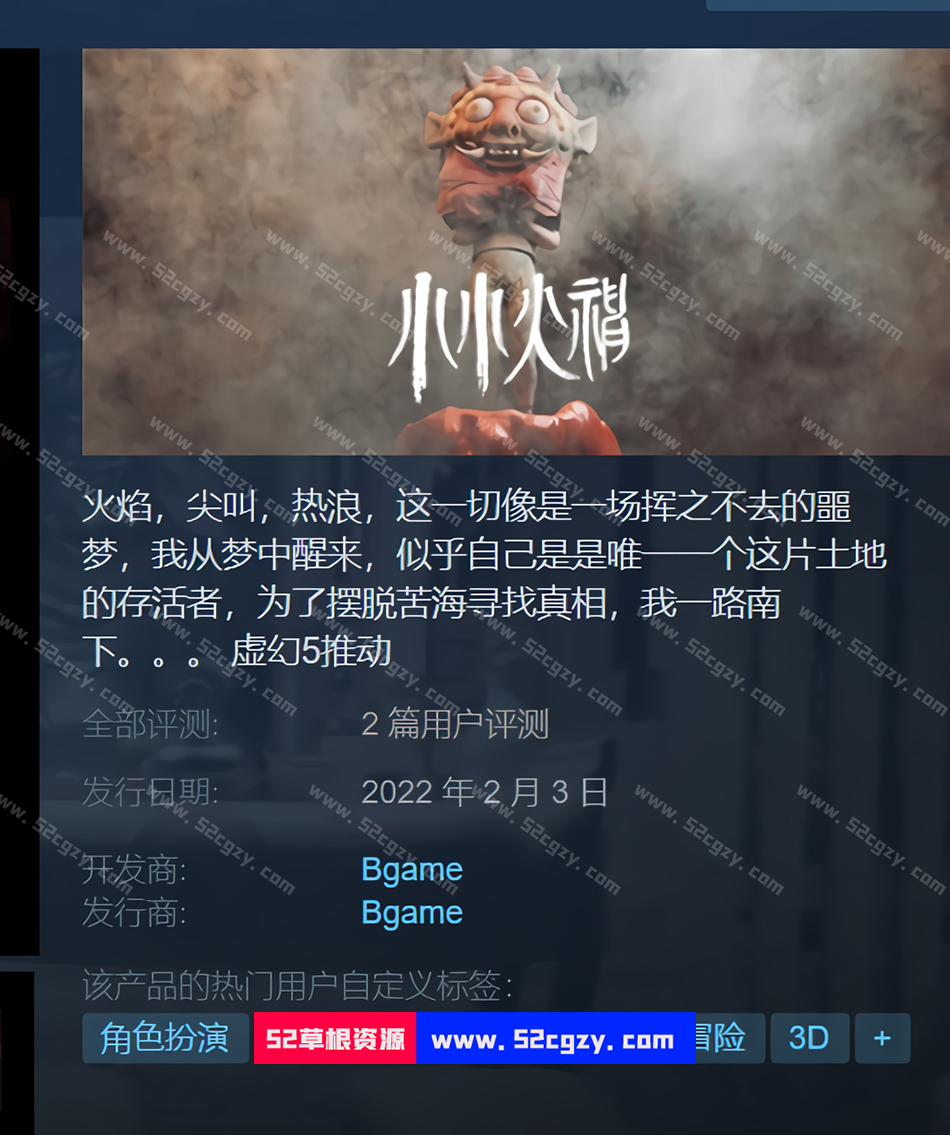 小小火
火焰，尖叫，热浪，这一切像是一场挥之不去的噩
梦，我从梦中醒来，似乎自己是是唯——个这片土地
的存活者，为了摆脱苦海寻找真相，我一路南
下。。。 虚幻5推动
全部评测: 2 篇用户评测
发行日期: 2022 年 2 月 3 日
开发商: Bgame
发行商: Bgame
该产品的热门用户自定义标签:
角色扮演 52草根资源 www.52cgzy.com 冒险 3D +
www.52cgzy.com